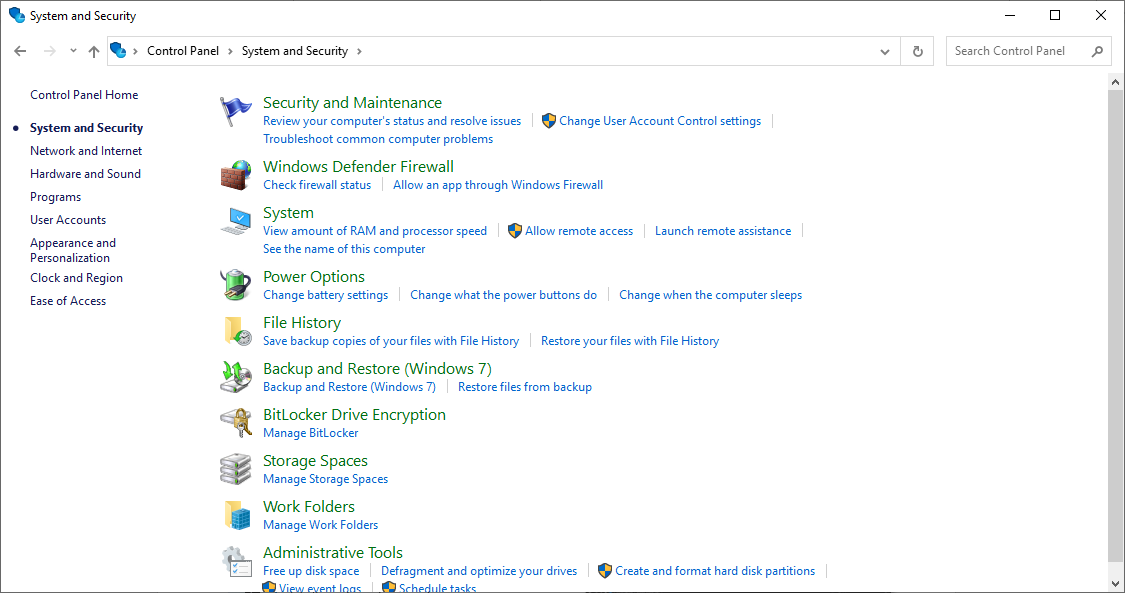 System and Security
Control Panel > System and Security >
Search Control Panel
Control Panel Home
System and Security
Network and Internet
Hardware and Sound
Programs
User Accounts
Appearance and
Personalization
Clock and Region
Ease of Access
Security and Maintenance
Review your computer's status and resolve issues Change User Account Control settings
Troubleshoot common computer problems
Windows Defender Firewall
Check firewall status Allow an app through Windows Firewall
System
View amount of RAM and processor speed Allow remote access Launch remote assistance
See the name of this computer
Power Options
Change battery settings Change what the power buttons do Change when the computer sleeps
File History
Save backup copies of your files with File History Restore your files with File History
Backup and Restore (Windows 7)
Backup and Restore (Windows 7) Restore files from backup
BitLocker Drive Encryption
Manage BitLocker
Storage Spaces
Manage Storage Spaces
Work Folders
Manage Work Folders
Administrative Tools
Free up disk space Defragment and optimize your drives Create and format hard disk partitions
View event logs Schedule tasks